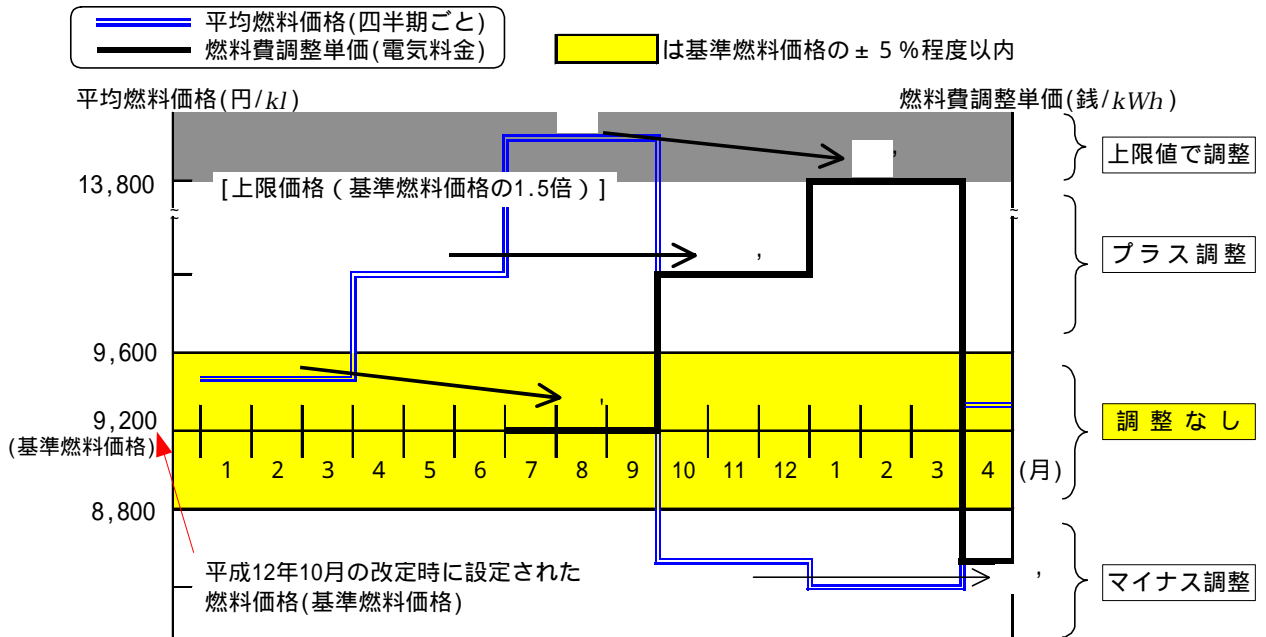 平均燃料価格(四半期ごと)
燃料費調整単価(電気料金)
は基準燃料価格の±5%程度以内
平均燃料価格(円/kl)
燃料費調整単価(銭/kWh)
上限値で調整
13,800
[上限価格(基準燃料価格の1.5倍)]
プラス調整
9,600
9,200
(基準燃料価格)
調整なし
1 2 3 4 5 6 7 8 9 10 11 12 1 2 3 4 (月)
8,800
平成12年10月の改定時に設定された
燃料価格(基準燃料価格)
マイナス調整